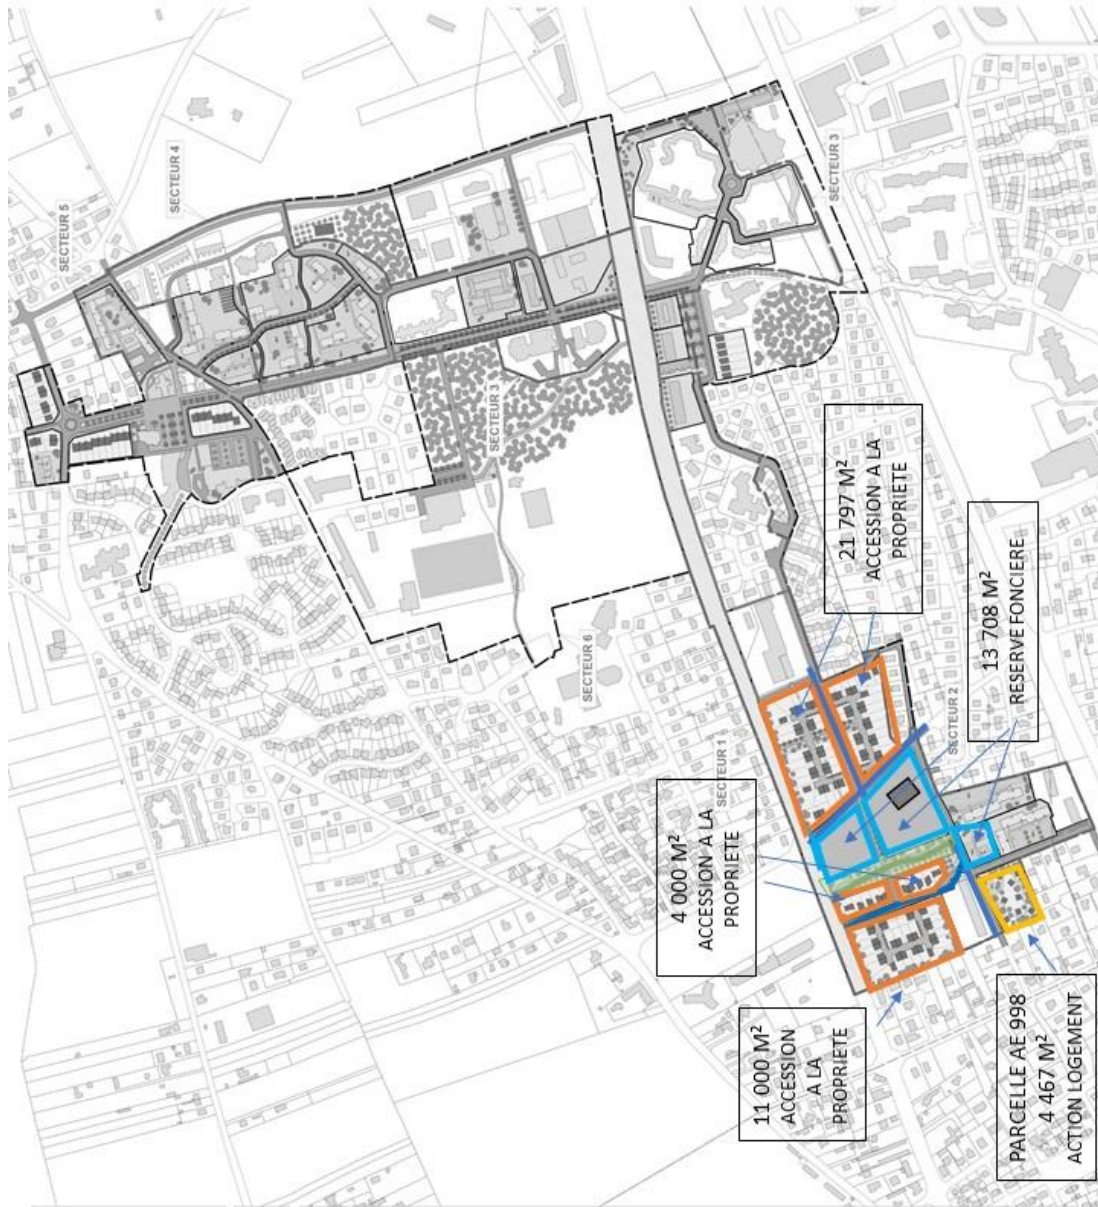 SECTEUR 5
SECTEUR 4
SECTEUR 3
SECTEUR 6
4 000 M²
ACCESSION A LA
PROPRIETE
SECTEUR 1
11 000 M²
ACCESSION
A LA
PROPRIETE
SECTEUR 3
21 797 M²
ACCESSION A LA
PROPRIETE
SECTEUR 2
13 708 M²
RESERVE FONCIERE
PARCELLE AE 998
4 467 M²
ACTION LOGEMENT